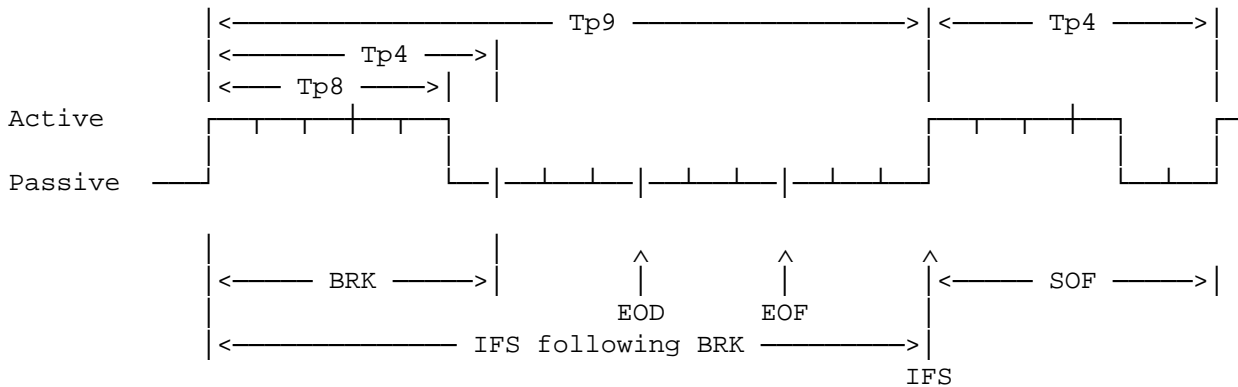 Tp9 Tp4
Tp4
Tp8
Active
Passive
BRK SOF
EOD EOF
IFS following BRK
IFS